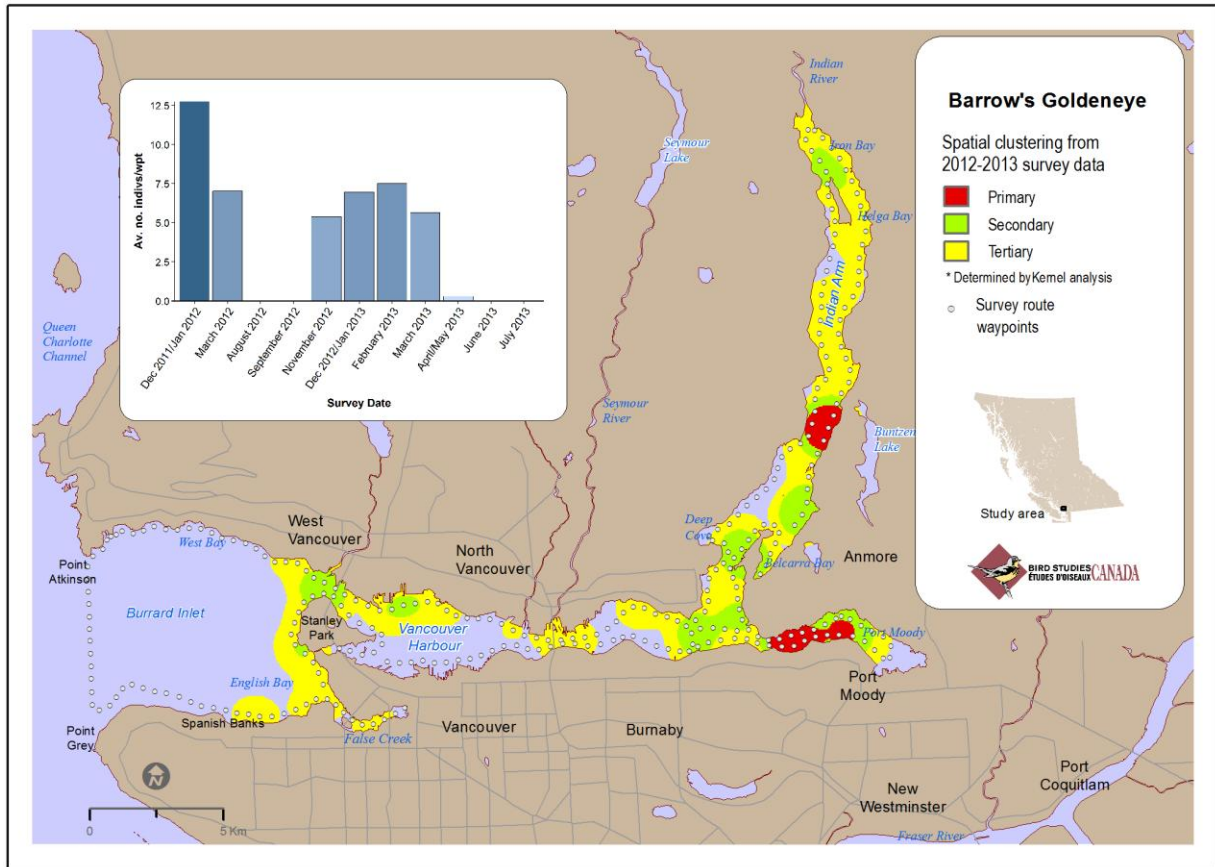 12.5
10.0
7.5
5.0
2.5
0.0
Av. no. indivs/wpt
Dec 2011/Jan 2012
March 2012
August 2012
September 2012
November 2012
Dec 2012/Jan 2013
February 2013
March 2013
April/May 2013
June 2013
July 2013
Survey Date
Barrow's Goldeneye
Spatial clustering from
2012-2013 survey data
Primary
Secondary
Tertiary
* Determined by Kernel analysis
Survey route
waypoints
Study area
BIRD STUDIES
ÉTUDES D'OISEAUX
CANADA
Indian
River
Iron Bay
Helga Bay
Indian Arm
Seymour
Lake
Queen
Charlotte
Channel
Seymour
River
Buntzen
Lake
Deep
Cove
Belcarra Bay
Anmore
West
Vancouver
West Bay
North
Vancouver
Point
Atkinson
Burrard Inlet
Stanley
Park
Vancouver
Harbour
Port Moody
Port
Moody
English Bay
Spanish Banks
Point
Grey
False Creek
Vancouver
Burnaby
New
Westminster
Port
Coquitlam
Fraser River
N
0
5 Km